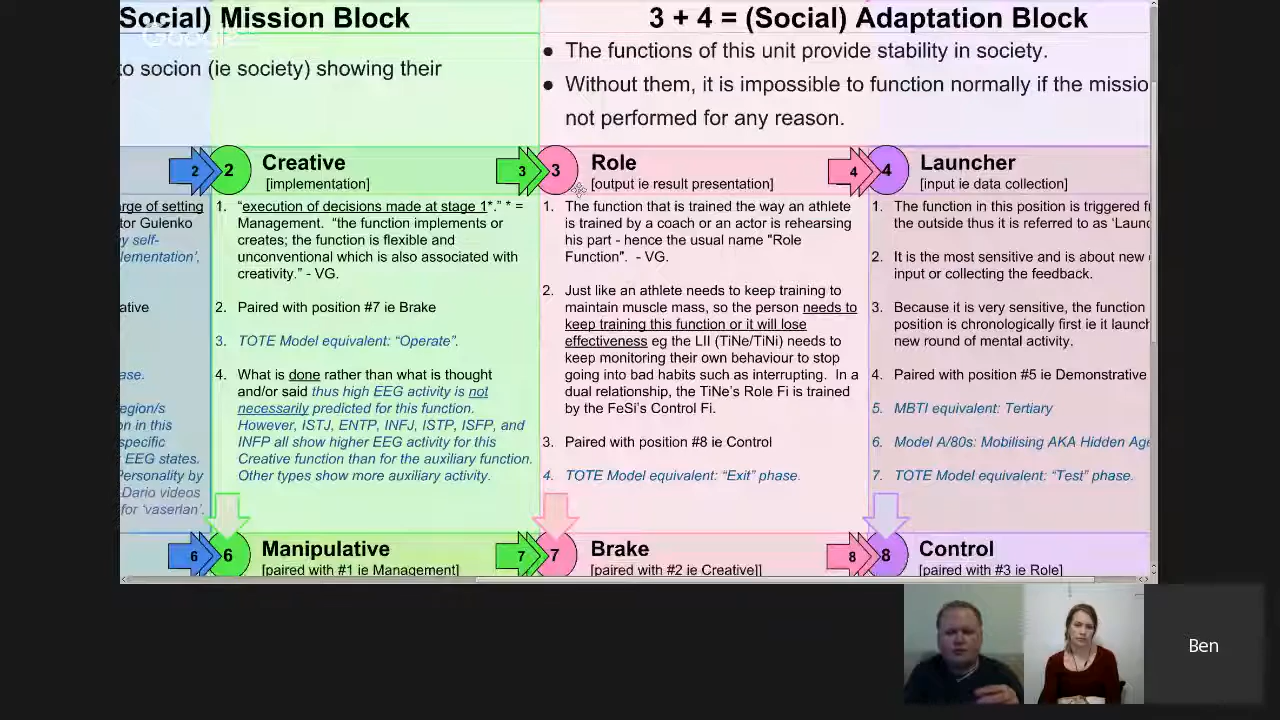 Social) Mission Block
3 + 4 = (Social) Adaptation Block
Google
to socion (ie society) showing their
● The functions of this unit provide stability in society.
● Without them, it is impossible to function normally if the missio
not performed for any reason.
2
2
Creative
[implementation]
3
3
Role
[output ie result presentation]
4
4
Launcher
[input ie data collection]
arge of setting
tor Gulenko
y self-
lementation',
ative
ase.
egion/s
on in this
specific
EEG states.
Personality by
Dario videos
for 'vaserian'.
1. “execution of decisions made at stage 1*.” * =
Management. “the function implements or
creates; the function is flexible and
unconventional which is also associated with
creativity.” - VG.
2. Paired with position #7 ie Brake
3. TOTE Model equivalent: “Operate”.
4. What is done rather than what is thought
and/or said thus high EEG activity is not
necessarily predicted for this function.
However, ISTJ, ENTP, INFJ, ISTP, ISFP, and
INFP all show higher EEG activity for this
Creative function than for the auxiliary function.
Other types show more auxiliary activity.
1. The function that is trained the way an athlete
is trained by a coach or an actor is rehearsing
his part - hence the usual name "Role
Function". - VG.
2. Just like an athlete needs to keep training to
maintain muscle mass, so the person needs to
keep training this function or it will lose
effectiveness eg the LII (TiNe/TiNi) needs to
keep monitoring their own behaviour to stop
going into bad habits such as interrupting. In a
dual relationship, the TiNe’s Role Fi is trained
by the FeSi’s Control Fi.
3. Paired with position #8 ie Control
4. TOTE Model equivalent: “Exit” phase.
1. The function in this position is triggered f
the outside thus it is referred to as ‘Laun
2. It is the most sensitive and is about new
input or collecting the feedback.
3. Because it is very sensitive, the function
position is chronologically first ie it launch
new round of mental activity.
4. Paired with position #5 ie Demonstrative
5. MBTI equivalent: Tertiary
6. Model A/80s: Mobilising AKA Hidden Age
7. TOTE Model equivalent: “Test” phase.
6
6
Manipulative
[paired with #1 ie Management]
7
7
Brake
[paired with #2 ie Creative]]
8
8
Control
[paired with #3 ie Role]
Ben